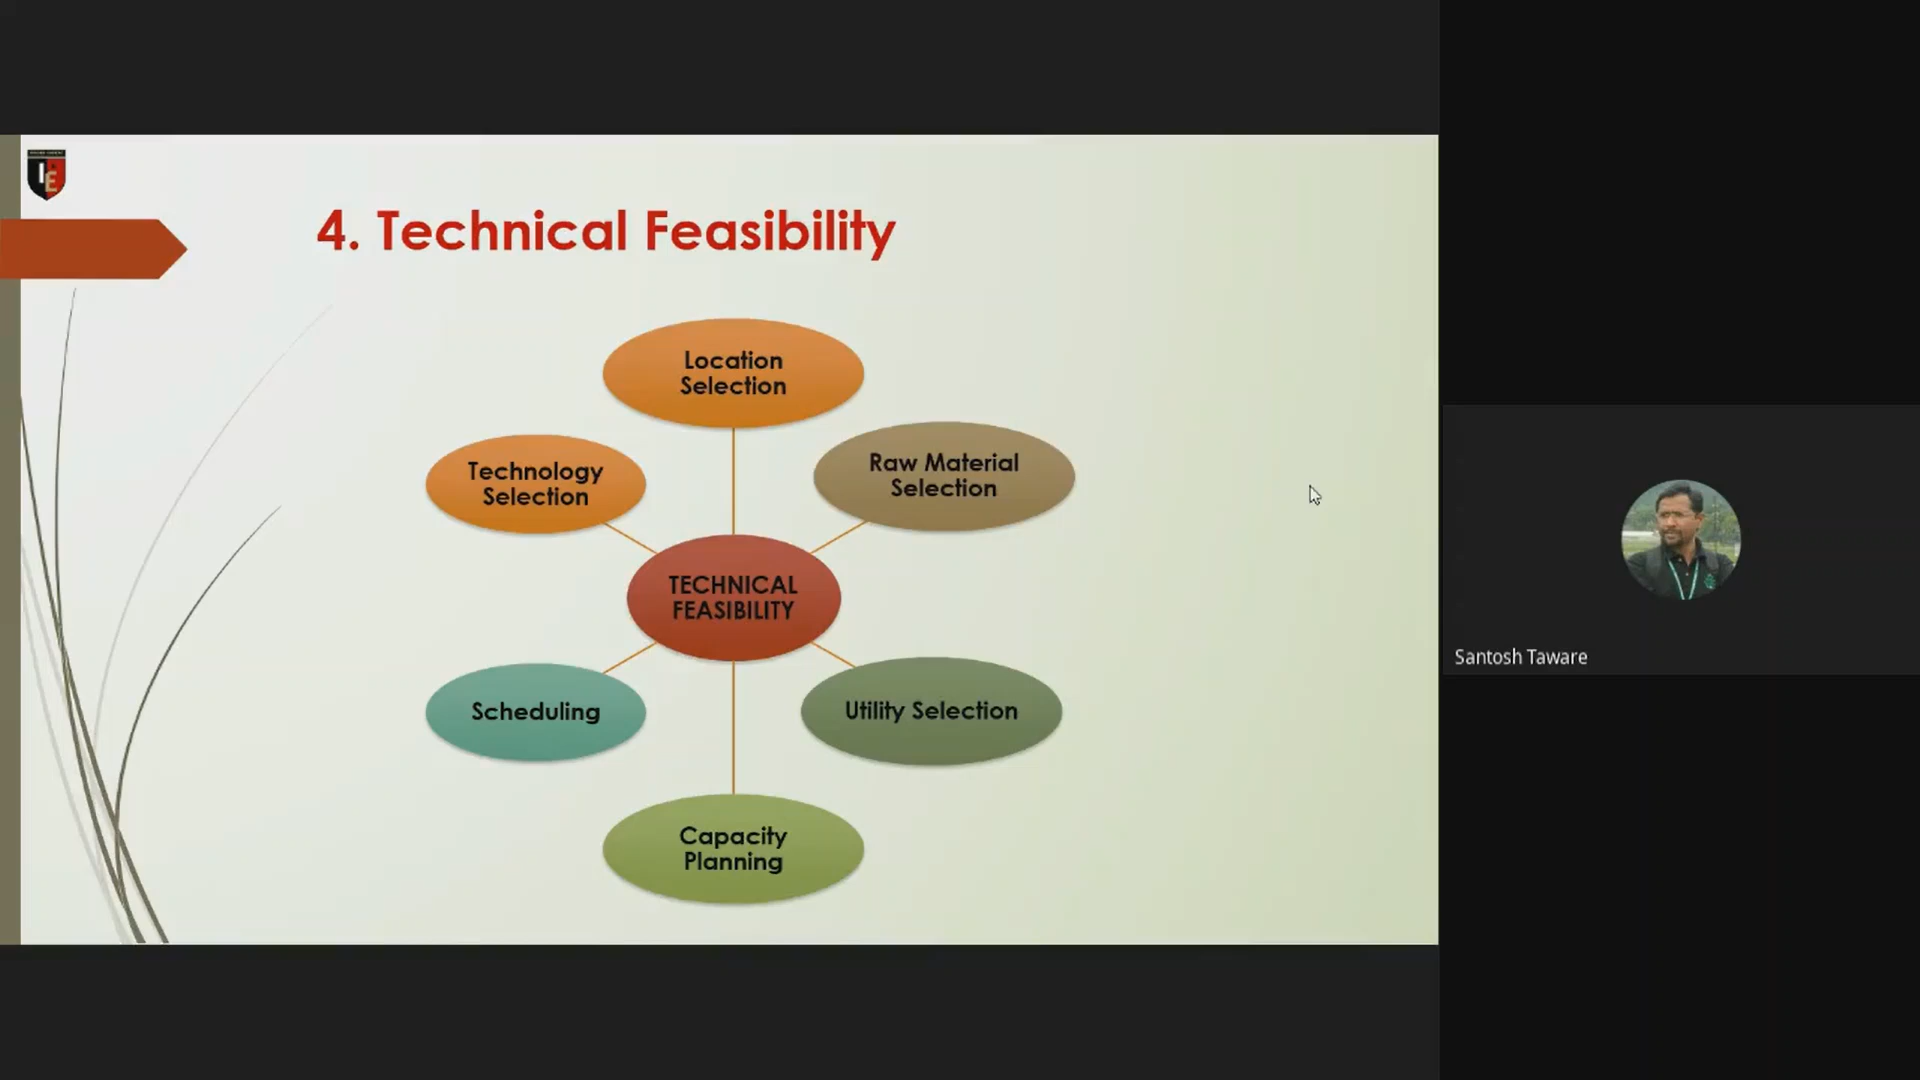 IE
4. Technical Feasibility
Location
Selection
Technology
Selection
Raw Material
Selection
TECHNICAL
FEASIBILITY
Scheduling
Utility Selection
Capacity
Planning
Santosh Taware